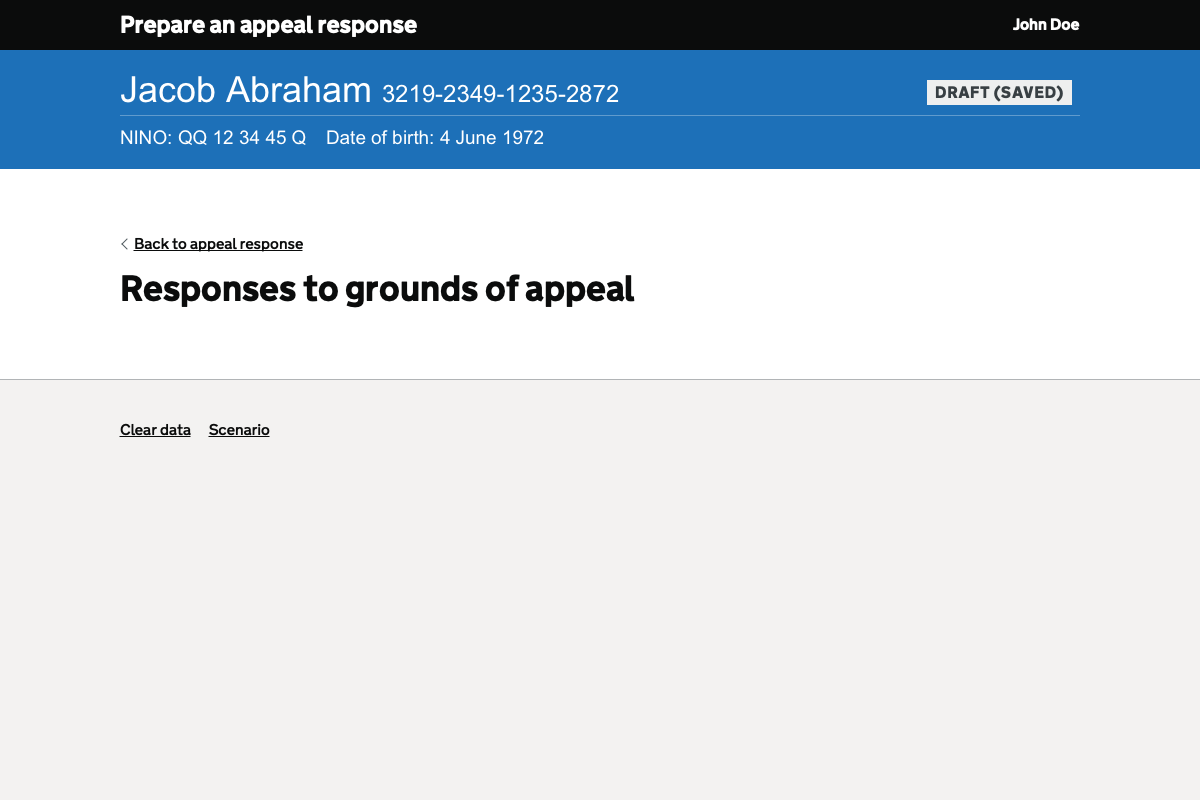 Prepare an appeal response John Doe
Jacob Abraham 3219-2349-1235-2872 DRAFT (SAVED)
NINO: QQ 12 34 45 Q Date of birth: 4 June 1972
Back to appeal response
Responses to grounds of appeal
Clear data Scenario